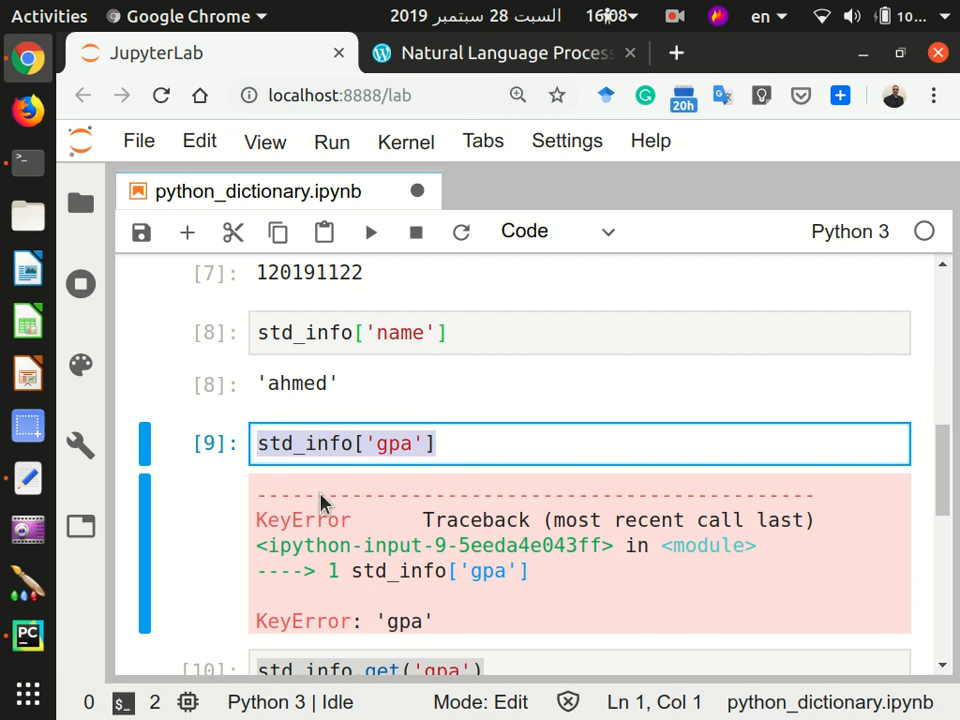 Activities Google Chrome السبت 28 سبتمبر 2019 16:08 en 10...
JupyterLab Natural Language Process
localhost:8888/lab
20h
File Edit View Run Kernel Tabs Settings Help
python_dictionary.ipynb
Code Python 3
[7]: 120191122
[8]: std_info['name']
[8]: 'ahmed'
[9]: std_info['gpa']
---------------------------------------------------------------------------
KeyError Traceback (most recent call last)
<ipython-input-9-5eeda4e043ff> in <module>
----> 1 std_info['gpa']
KeyError: 'gpa'
[10]: std_info.get('gpa')
0 $_ 2 Python 3 | Idle Mode: Edit Ln 1, Col 1 python_dictionary.ipynb
PC